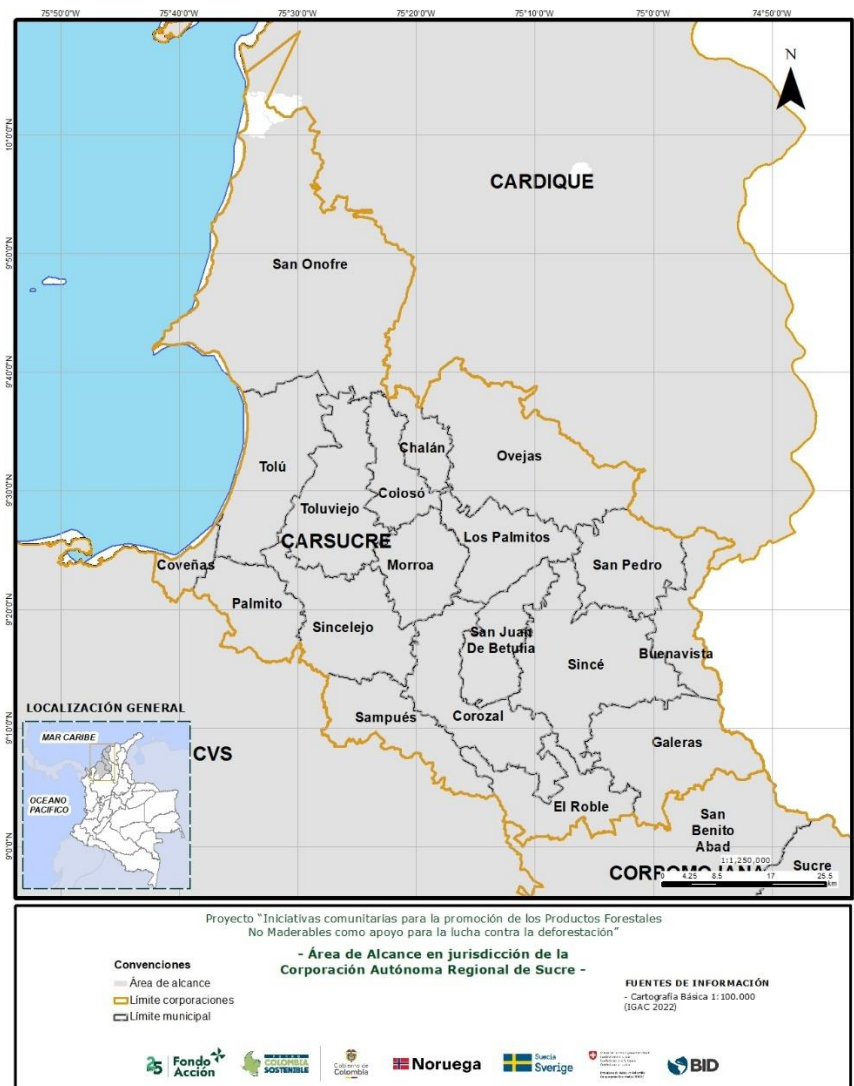 75°50'0"W
75°40'0"W
75°30'0"W
75°20'0"W
75°10'0"W
75°0'0"W
74°50'0"W
N
10°0'0"N
CARDIQUE
San Onofre
9°50'0"N
9°40'0"N
Chalán
Ovejas
Tolú
9°30'0"N
Colosó
Toluviejo
Los Palmitos
CARSUCRE
Coveñas
Morroa
San Pedro
Palmito
9°20'0"N
Sincelejo
San Juan
De Betulia
Buenavista
Sincé
Sampués
Corozal
9°10'0"N
Galeras
LOCALIZACIÓN GENERAL
MAR CARIBE
CVS
OCEANO
PACIFICO
El Roble
San
Benito
Abad
9°0'0"N
1:1,250,000
CORPOMOJANA
Sucre
0 4.25 8.5 17 25.5
km
Proyecto "Iniciativas comunitarias para la promoción de los Productos Forestales
No Maderables como apoyo para la lucha contra la deforestación"
- Área de Alcance en jurisdicción de la
Corporación Autónoma Regional de Sucre -
Convenciones
Área de alcance
Límite corporaciones
Límite municipal
FUENTES DE INFORMACIÓN
- Cartografía Básica 1:100.000
(IGAC 2022)
25 Fondo
Acción
COLOMBIA
SOSTENIBLE
Gobierno de
Colombia
Noruega
Suecia
Sverige
BID